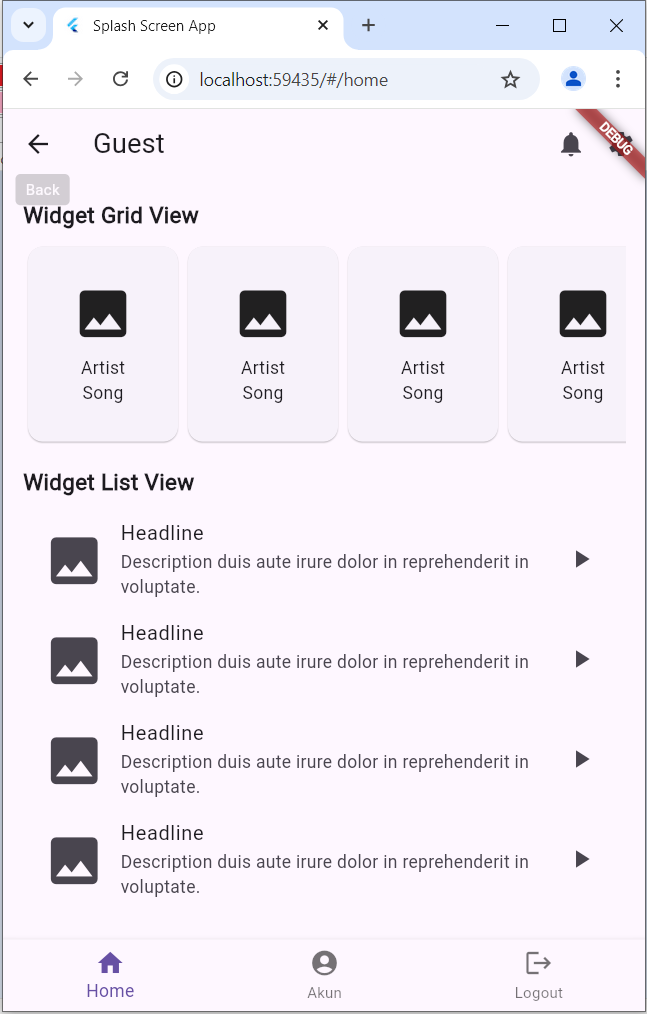 Splash Screen App
localhost:59435/#/home
Guest
DEBUG
Back
Widget Grid View
Artist
Song
Artist
Song
Artist
Song
Artist
Song
Widget List View
Headline
Description duis aute irure dolor in reprehenderit in
voluptate.
Headline
Description duis aute irure dolor in reprehenderit in
voluptate.
Headline
Description duis aute irure dolor in reprehenderit in
voluptate.
Headline
Description duis aute irure dolor in reprehenderit in
voluptate.
Home
Akun
Logout